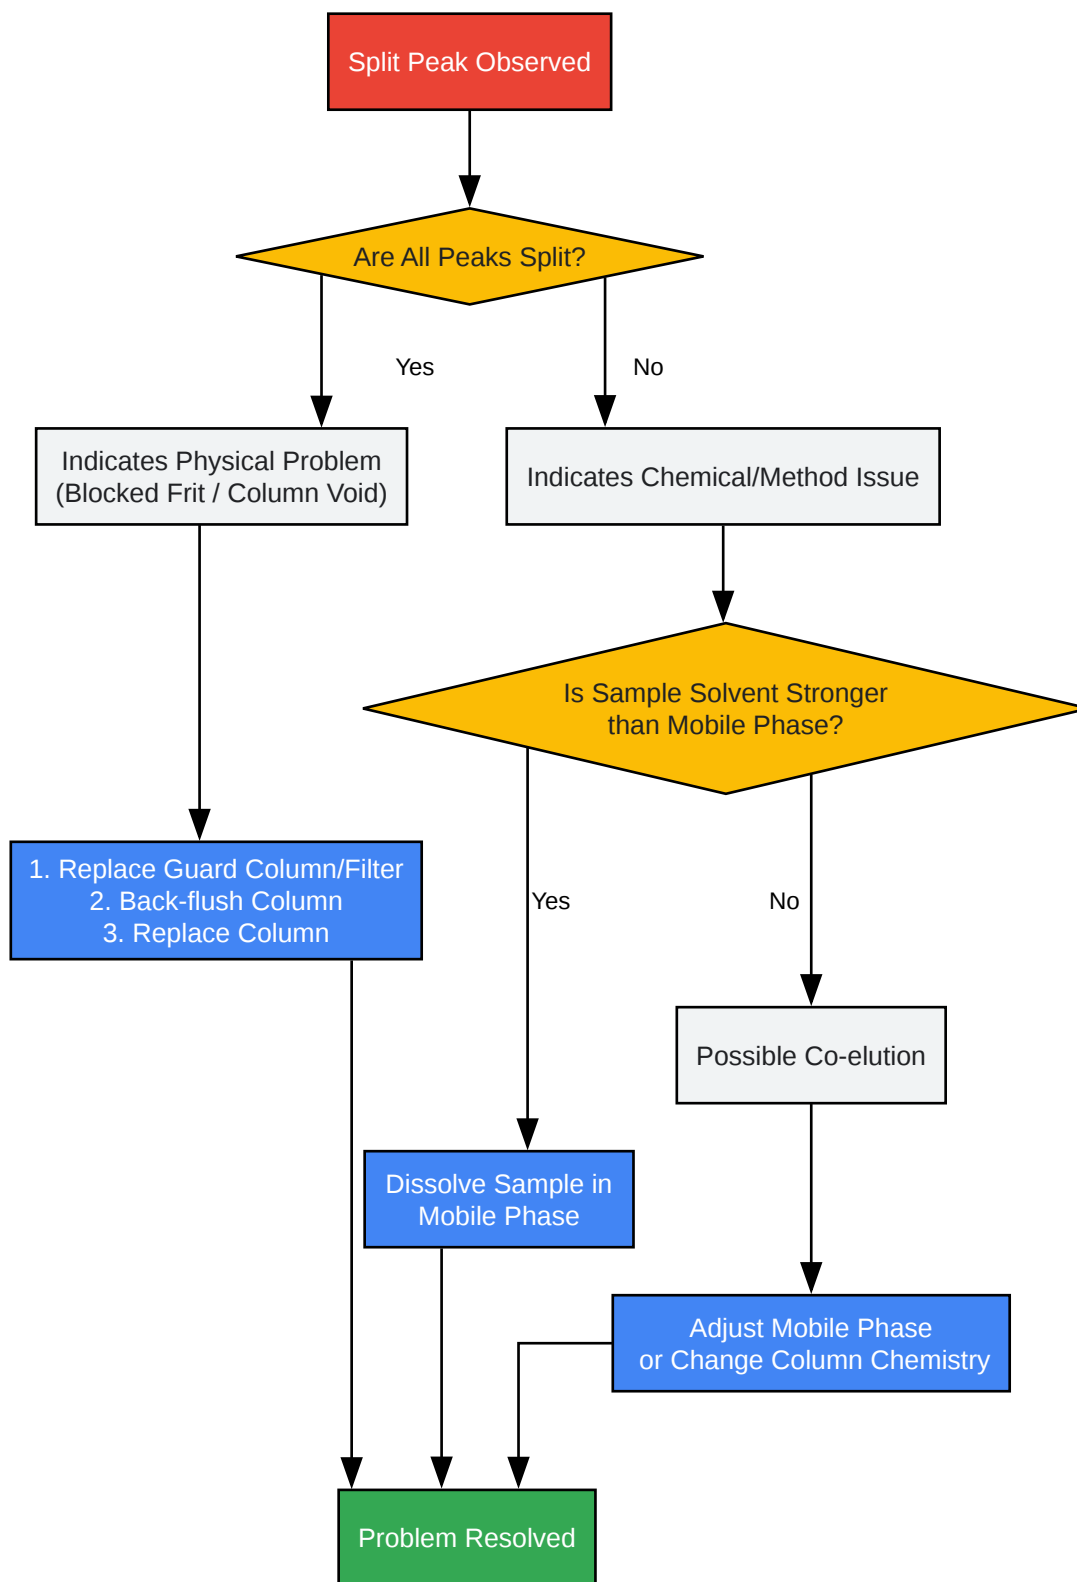 Split Peak Observed
Are All Peaks Split?
Yes
No
Indicates Physical Problem
(Blocked Frit / Column Void)
Indicates Chemical/Method Issue
Is Sample Solvent Stronger
than Mobile Phase?
1. Replace Guard Column/Filter
2. Back-flush Column
3. Replace Column
Yes
No
Possible Co-elution
Dissolve Sample in
Mobile Phase
Adjust Mobile Phase
or Change Column Chemistry
Problem Resolved